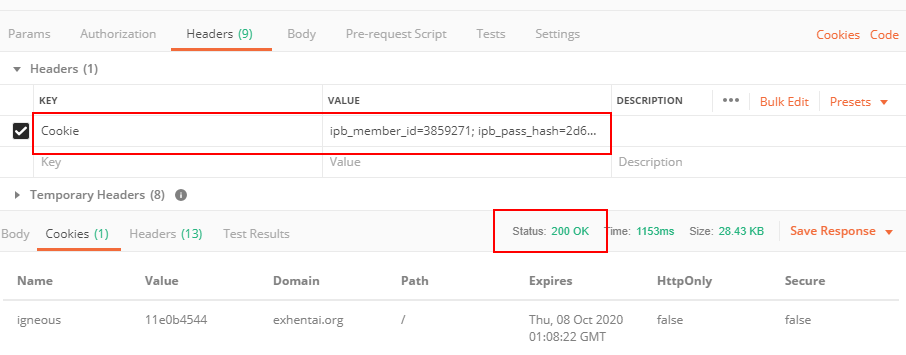 Params Authorization Headers (9) Body Pre-request Script Tests Settings Cookies Code
Headers (1)
KEY VALUE DESCRIPTION ••• Bulk Edit Presets
Cookie ipb_member_id=3859271; ipb_pass_hash=2d6...
Key Value Description
Temporary Headers (8)
Body Cookies (1) Headers (13) Test Results Status: 200 OK Time: 1153ms Size: 28.43 KB Save Response
Name Value Domain Path Expires HttpOnly Secure
igneous 11e0b4544 exhentai.org / Thu, 08 Oct 2020 false false
01:08:22 GMT